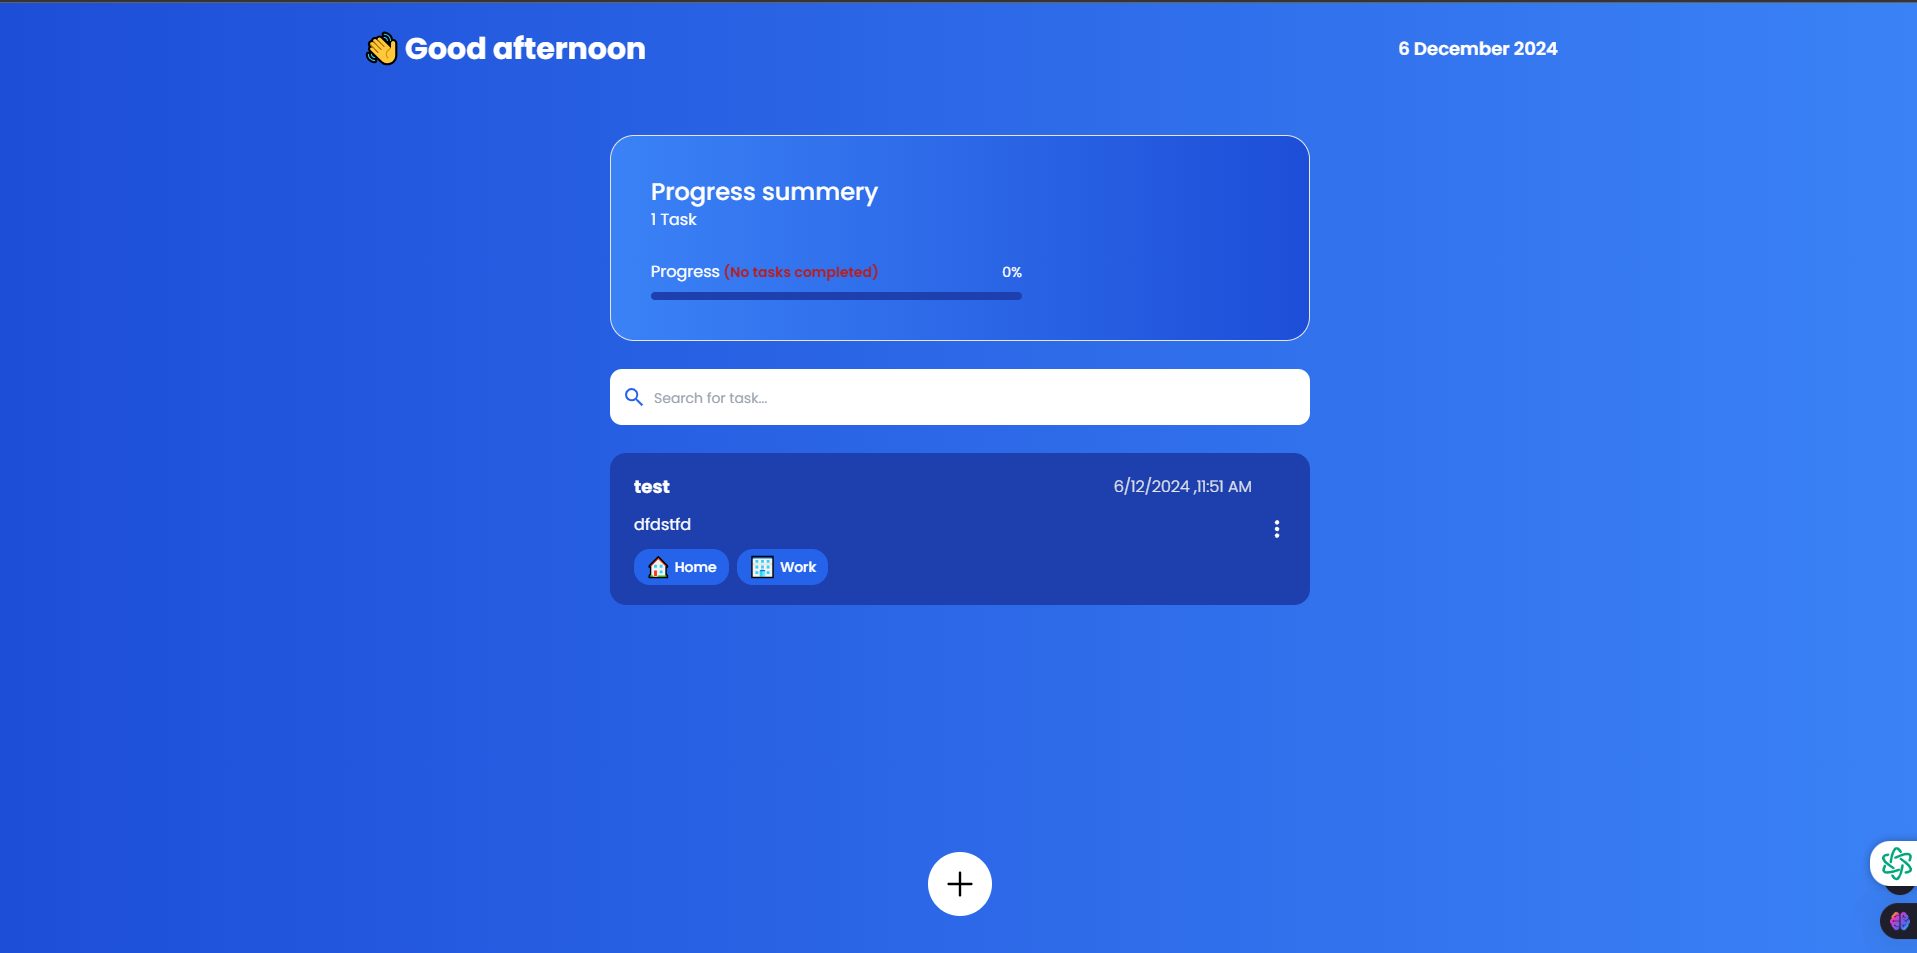 👋 Good afternoon
6 December 2024
Progress summery
1 Task
Progress (No tasks completed) 0%
Search for task...
test
6/12/2024 ,11:51 AM
dfdstfd
Home
Work